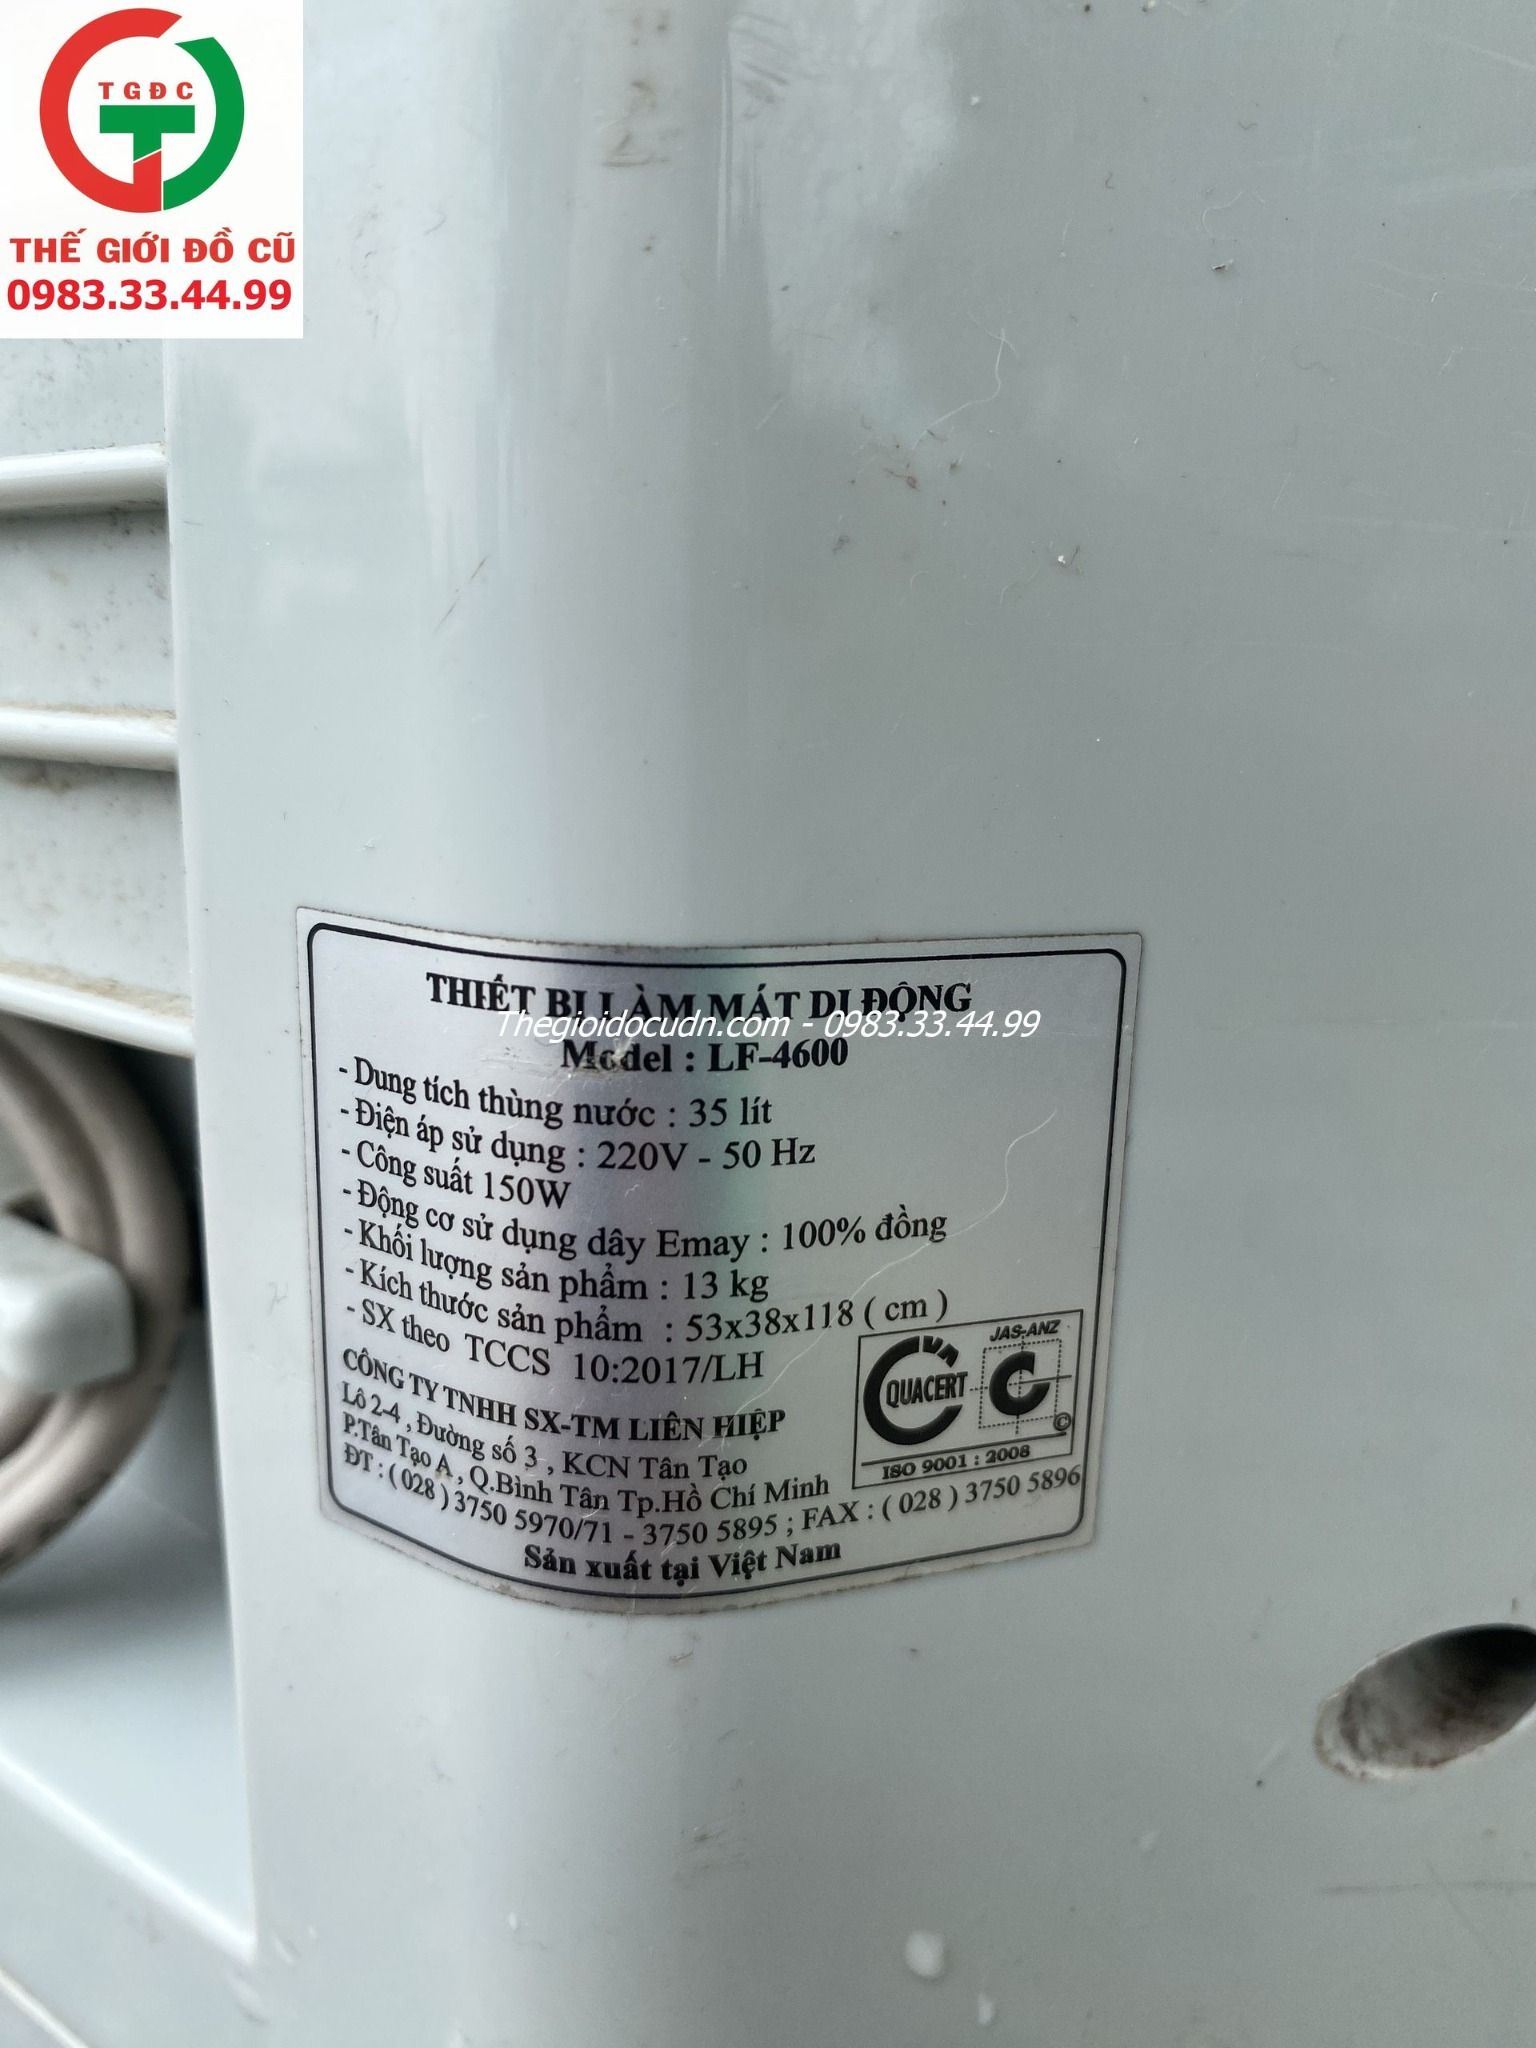 TGĐC
THẾ GIỚI ĐỒ CŨ
0983.33.44.99
THIẾT BỊ LÀM MÁT DI ĐỘNG
Thegioidocudn.com - 0983.33.44.99
Model : LF-4600
- Dung tích thùng nước : 35 lít
- Điện áp sử dụng : 220V - 50 Hz
- Công suất 150W
- Động cơ sử dụng dây Emay : 100% đồng
- Khối lượng sản phẩm : 13 kg
- Kích thước sản phẩm : 53x38x118 ( cm )
- SX theo TCCS 10:2017/LH
CÔNG TY TNHH SX-TM LIÊN HIỆP
Lô 2-4 , Đường số 3 , KCN Tân Tạo
P.Tân Tạo A , Q.Bình Tân Tp.Hồ Chí Minh
ĐT : ( 028 ) 3750 5970/71 - 3750 5895 ; FAX : ( 028 ) 3750 5896
Sản xuất tại Việt Nam
JAS-ANZ
QUACERT
©
ISO 9001 : 2008